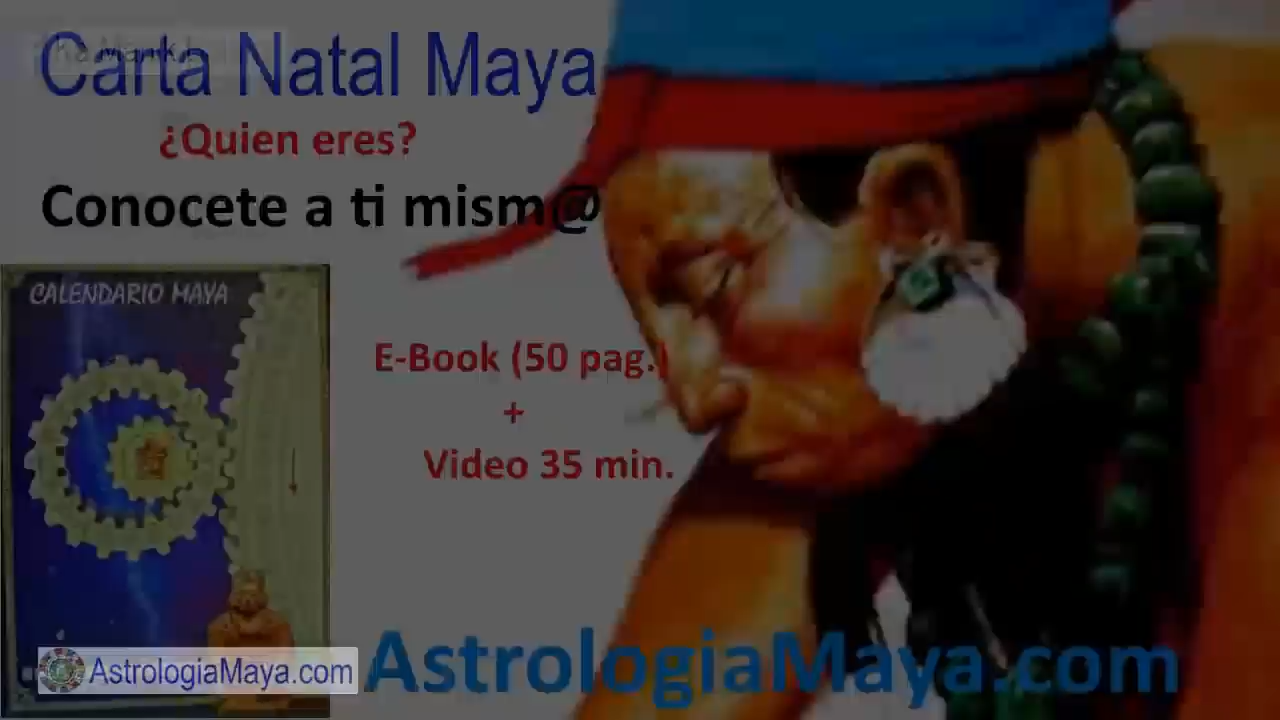 Carta Natal Maya
¿Quien eres?
Conocete a ti mism@
CALENDARIO MAYA
E-Book (50 pag.)
+
Video 35 min.
AstrologiaMaya.com
AstrologiaMaya.com